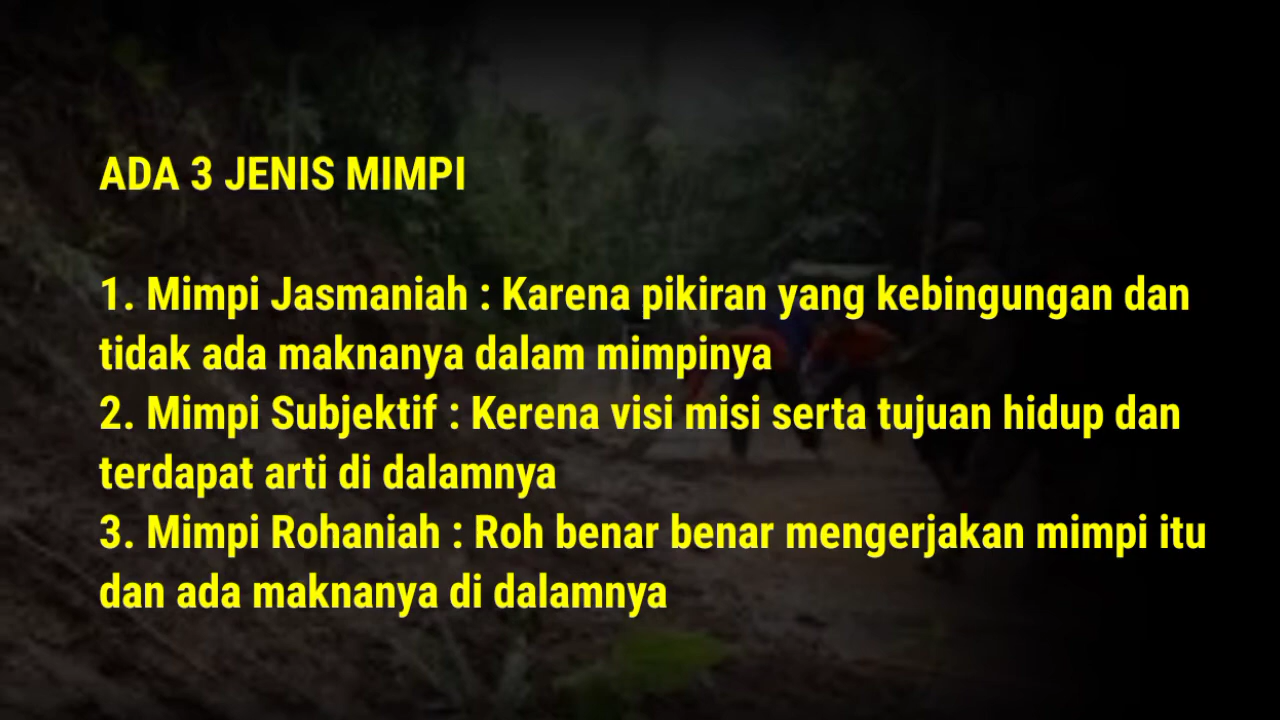 ADA 3 JENIS MIMPI
1. Mimpi Jasmaniah : Karena pikiran yang kebingungan dan
tidak ada maknanya dalam mimpinya
2. Mimpi Subjektif : Kerena visi misi serta tujuan hidup dan
terdapat arti di dalamnya
3. Mimpi Rohaniah : Roh benar benar mengerjakan mimpi itu
dan ada maknanya di dalamnya